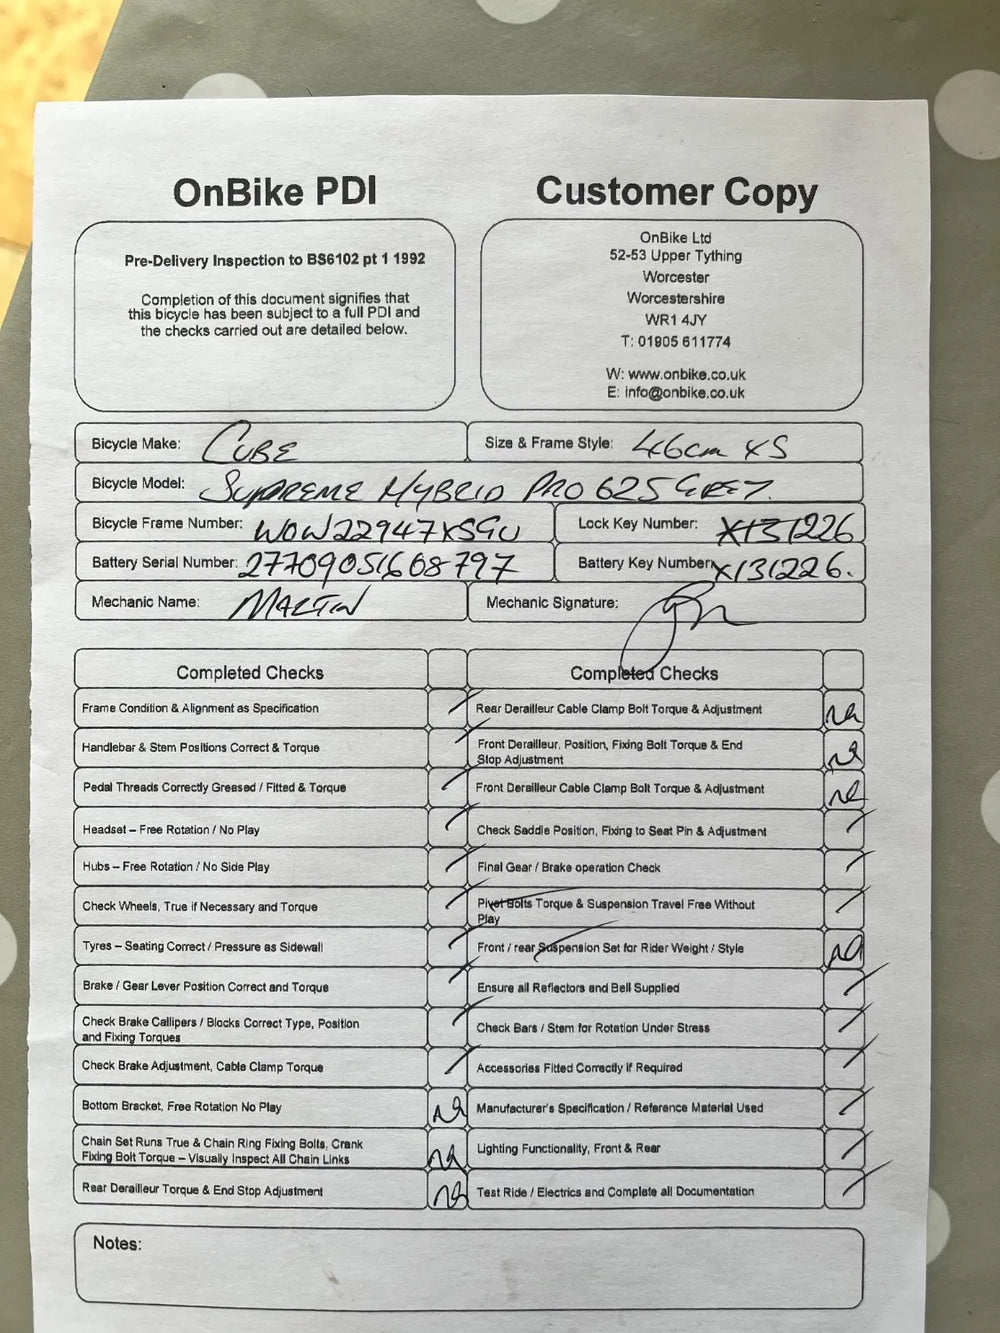 OnBike PDI
Customer Copy
Pre-Delivery Inspection to BS6102 pt 1 1992
Completion of this document signifies that
this bicycle has been subject to a full PDI and
the checks carried out are detailed below.
OnBike Ltd
52-53 Upper Tything
Worcester
Worcestershire
WR1 4JY
T: 01905 611774
W: www.onbike.co.uk
E: info@onbike.co.uk
Bicycle Make: CUBE
Size & Frame Style: 46cm XS
Bicycle Model: SUPREME HYBRID PRO 625 GREY.
Bicycle Frame Number: WOW22947XSGU
Lock Key Number: X131226
Battery Serial Number: 27709051608797
Battery Key Number X131226.
Mechanic Name: MARTIN
Mechanic Signature:
Completed Checks
Completed Checks
Frame Condition & Alignment as Specification
Rear Derailleur Cable Clamp Bolt Torque & Adjustment na
Handlebar & Stem Positions Correct & Torque
Front Derailleur, Position, Fixing Bolt Torque & End
Stop Adjustment na
Pedal Threads Correctly Greased / Fitted & Torque
Front Derailleur Cable Clamp Bolt Torque & Adjustment na
Headset – Free Rotation / No Play
Check Saddle Position, Fixing to Seat Pin & Adjustment
Hubs – Free Rotation / No Side Play
Final Gear / Brake operation Check
Check Wheels, True if Necessary and Torque
Pivet Bolts Torque & Suspension Travel Free Without
Play
Tyres – Seating Correct / Pressure as Sidewall
Front / rear Suspension Set for Rider Weight / Style na
Brake / Gear Lever Position Correct and Torque
Ensure all Reflectors and Bell Supplied
Check Brake Callipers / Blocks Correct Type, Position
and Fixing Torques
Check Bars / Stem for Rotation Under Stress
Check Brake Adjustment, Cable Clamp Torque
Accessories Fitted Correctly if Required
Bottom Bracket, Free Rotation No Play na
Manufacturer's Specification / Reference Material Used
Chain Set Runs True & Chain Ring Fixing Bolts, Crank
Fixing Bolt Torque – Visually Inspect All Chain Links na
Lighting Functionality, Front & Rear
Rear Derailleur Torque & End Stop Adjustment na
Test Ride / Electrics and Complete all Documentation
Notes: